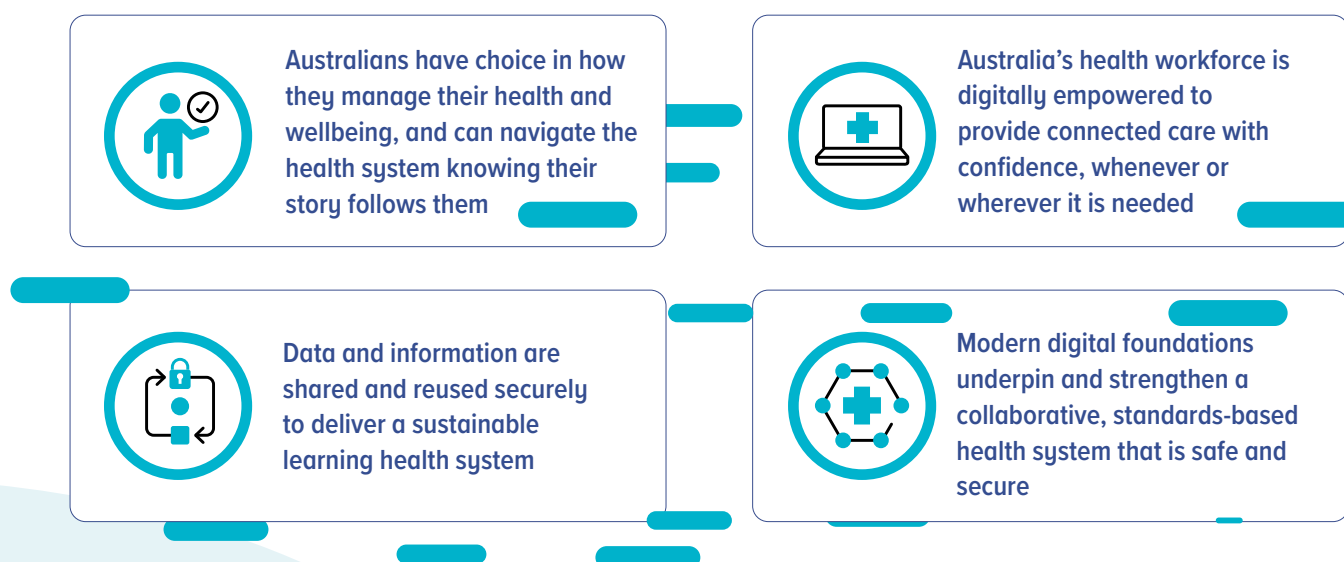 Australians have choice in how
they manage their health and
wellbeing, and can navigate the
health system knowing their
story follows them
Australia’s health workforce is
digitally empowered to
provide connected care with
confidence, whenever or
wherever it is needed
Data and information are
shared and reused securely
to deliver a sustainable
learning health system
Modern digital foundations
underpin and strengthen a
collaborative, standards-based
health system that is safe and
secure